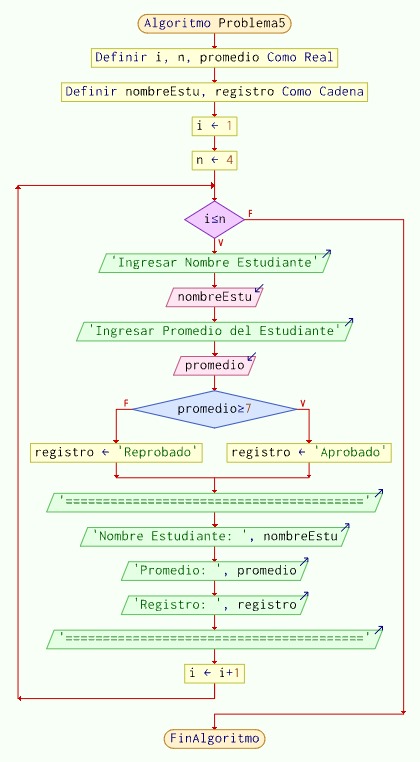 Algoritmo Problema5
Definir i, n, promedio Como Real
Definir nombreEstu, registro Como Cadena
i ← 1
n ← 4
i≤n
F
V
'Ingresar Nombre Estudiante'
nombreEstu
'Ingresar Promedio del Estudiante'
promedio
F
promedio≥7
V
registro ← 'Reprobado'
registro ← 'Aprobado'
'====================================='
'Nombre Estudiante: ', nombreEstu
'Promedio: ', promedio
'Registro: ', registro
'====================================='
i ← i+1
FinAlgoritmo